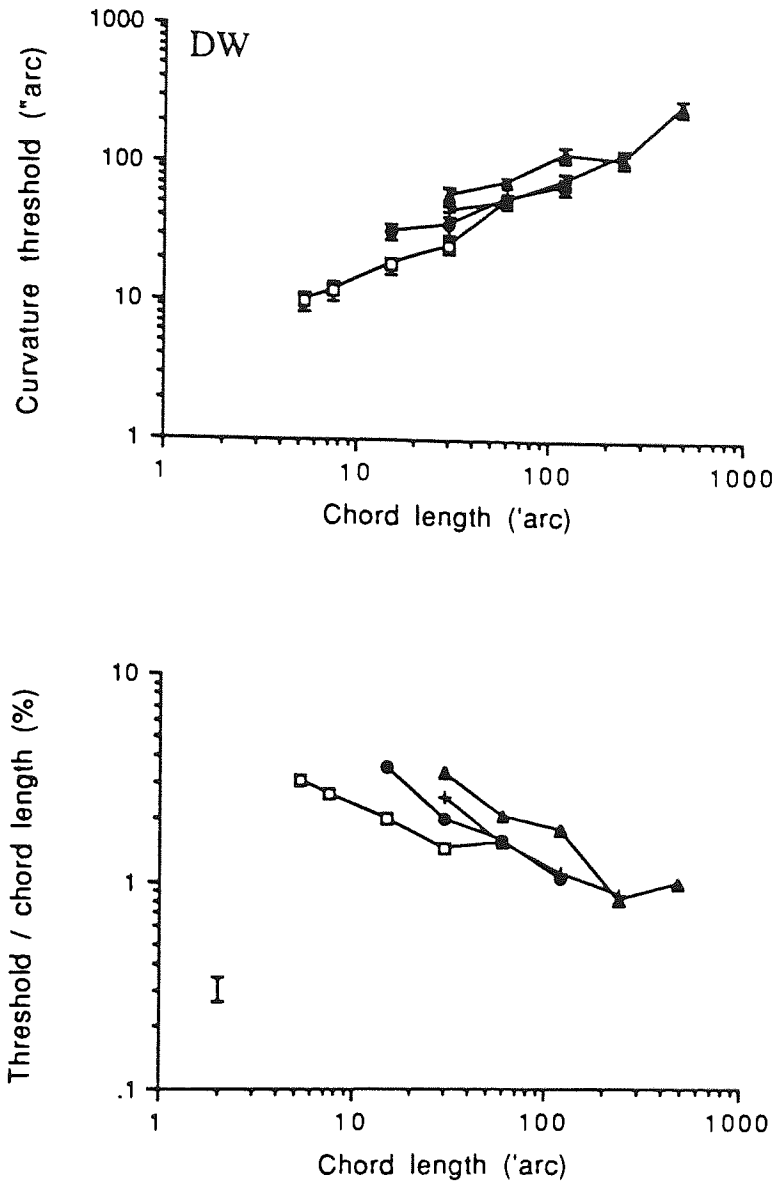 DW
Curvature threshold ("arc)
1000
100
10
1
1 10 100 1000
Chord length ('arc)
Threshold / chord length (%)
10
1
.1
1 10 100 1000
Chord length ('arc)